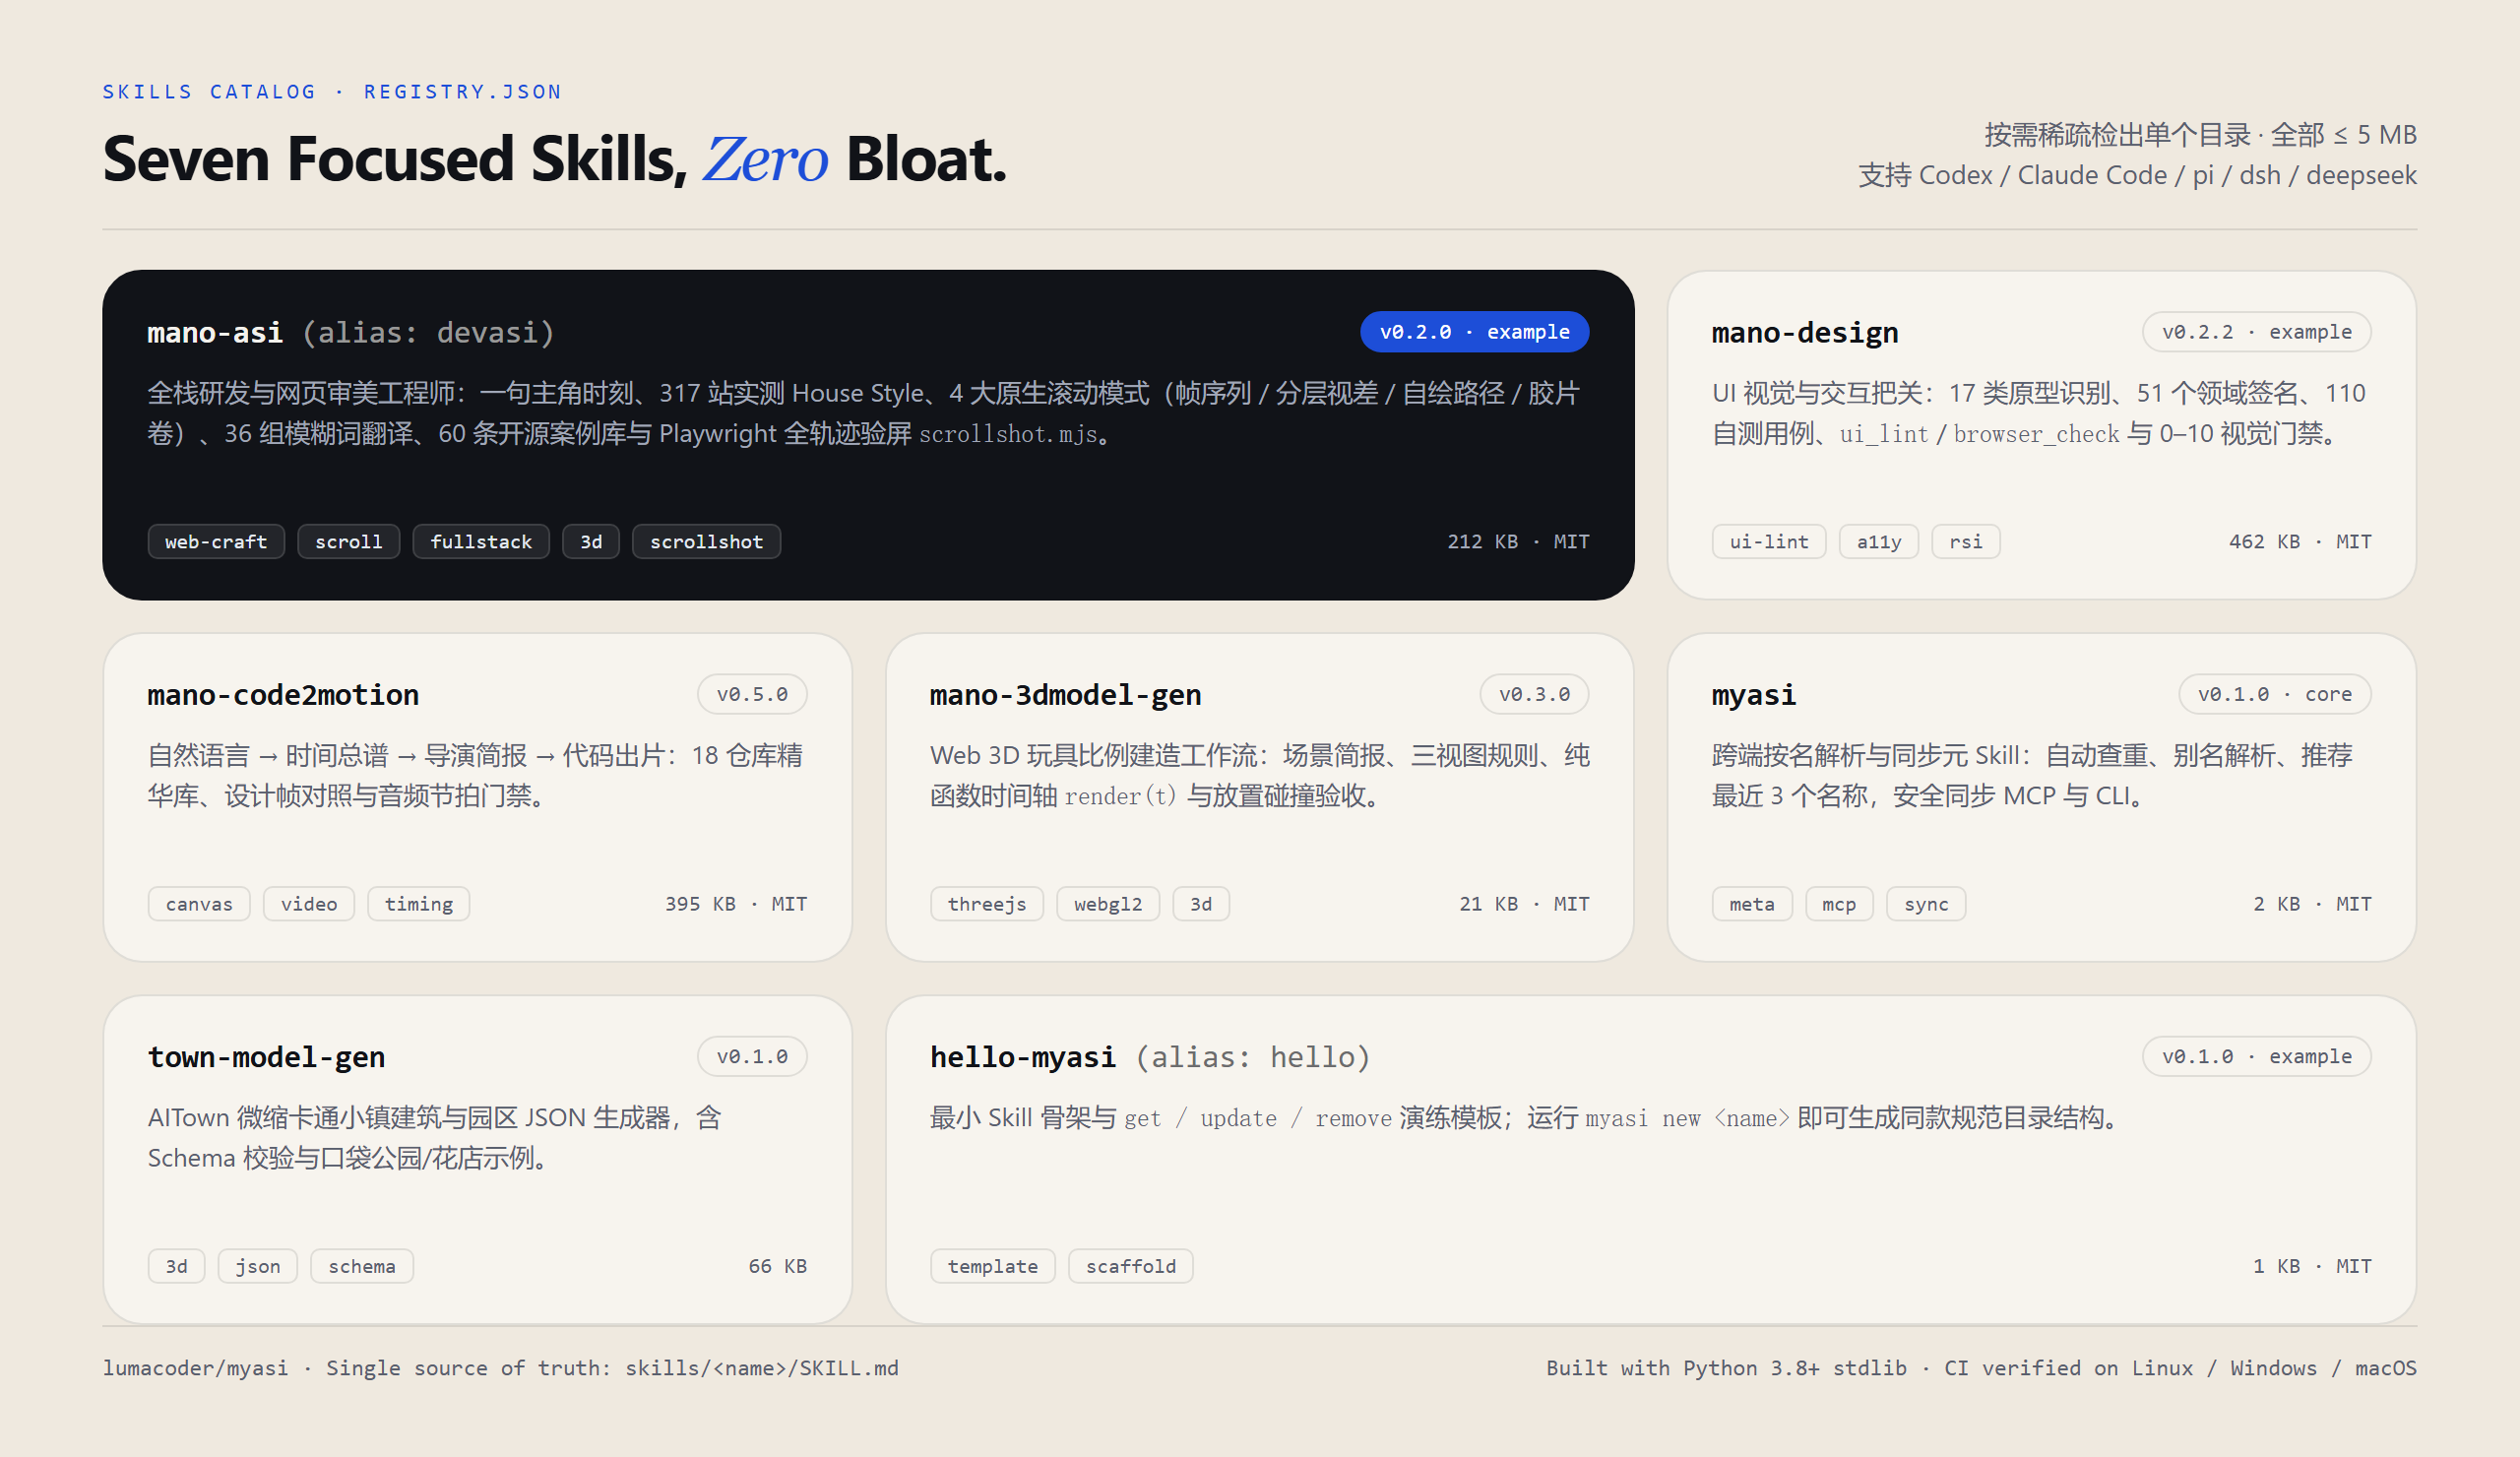 SKILLS CATALOG · REGISTRY.JSON
Seven Focused Skills, Zero Bloat.
按需稀疏检出单个目录 · 全部 ≤ 5 MB
支持 Codex / Claude Code / pi / dsh / deepseek
mano-asi (alias: devasi)
v0.2.0 · example
全栈研发与网页审美工程师：一句主角时刻、317 站实测 House Style、4 大原生滚动模式（帧序列 / 分层视差 / 自绘路径 / 胶片
卷）、36 组模糊词翻译、60 条开源案例库与 Playwright 全轨迹验屏 scrollshot.mjs。
web-craft scroll fullstack 3d scrollshot
212 KB · MIT
mano-design
v0.2.2 · example
UI 视觉与交互把关：17 类原型识别、51 个领域签名、110
自测用例、ui_lint / browser_check 与 0–10 视觉门禁。
ui-lint a11y rsi
462 KB · MIT
mano-code2motion
v0.5.0
自然语言 → 时间总谱 → 导演简报 → 代码出片：18 仓库精
华库、设计帧对照与音频节拍门禁。
canvas video timing
395 KB · MIT
mano-3dmodel-gen
v0.3.0
Web 3D 玩具比例建造工作流：场景简报、三视图规则、纯
函数时间轴 render(t) 与放置碰撞验收。
threejs webgl2 3d
21 KB · MIT
myasi
v0.1.0 · core
跨端按名解析与同步元 Skill：自动查重、别名解析、推荐
最近 3 个名称，安全同步 MCP 与 CLI。
meta mcp sync
2 KB · MIT
town-model-gen
v0.1.0
AITown 微缩卡通小镇建筑与园区 JSON 生成器，含
Schema 校验与口袋公园/花店示例。
3d json schema
66 KB
hello-myasi (alias: hello)
v0.1.0 · example
最小 Skill 骨架与 get / update / remove 演练模板；运行 myasi new <name> 即可生成同款规范目录结构。
template scaffold
1 KB · MIT
lumacoder/myasi · Single source of truth: skills/<name>/SKILL.md
Built with Python 3.8+ stdlib · CI verified on Linux / Windows / macOS